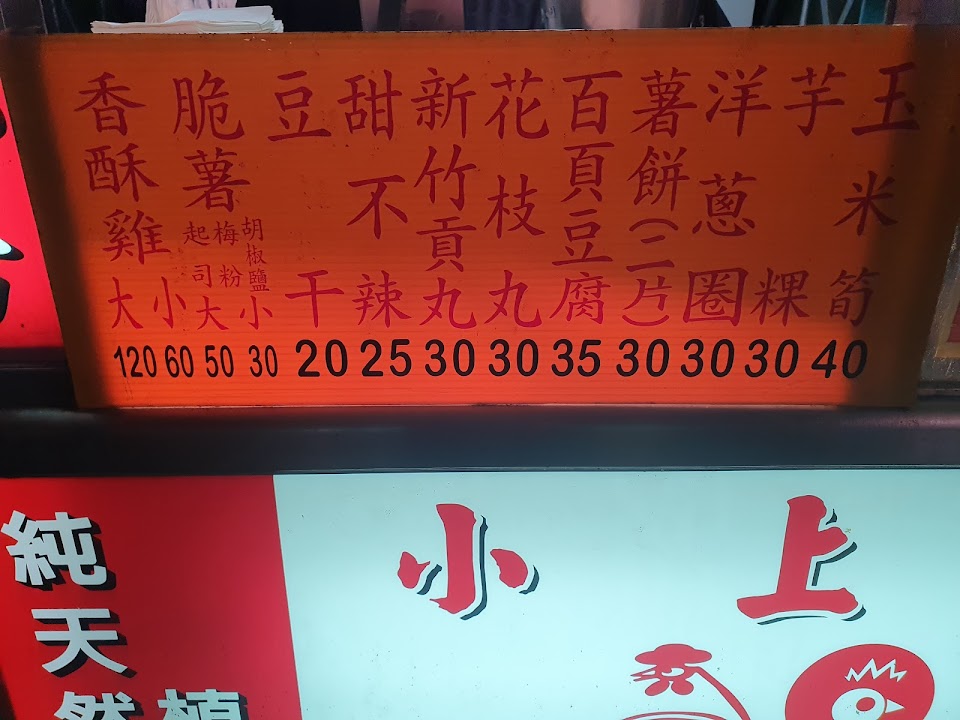 玉米筍 40
芋粿 30
洋蔥圈 30
薯餅(二片) 30
百頁豆腐 35
花枝丸 30
新竹貢丸 30
甜不辣 25
豆干 20
脆薯
胡椒鹽
梅粉
起司
大 小
50 30
香酥雞
大 小
120 60
上
小
純天然
植